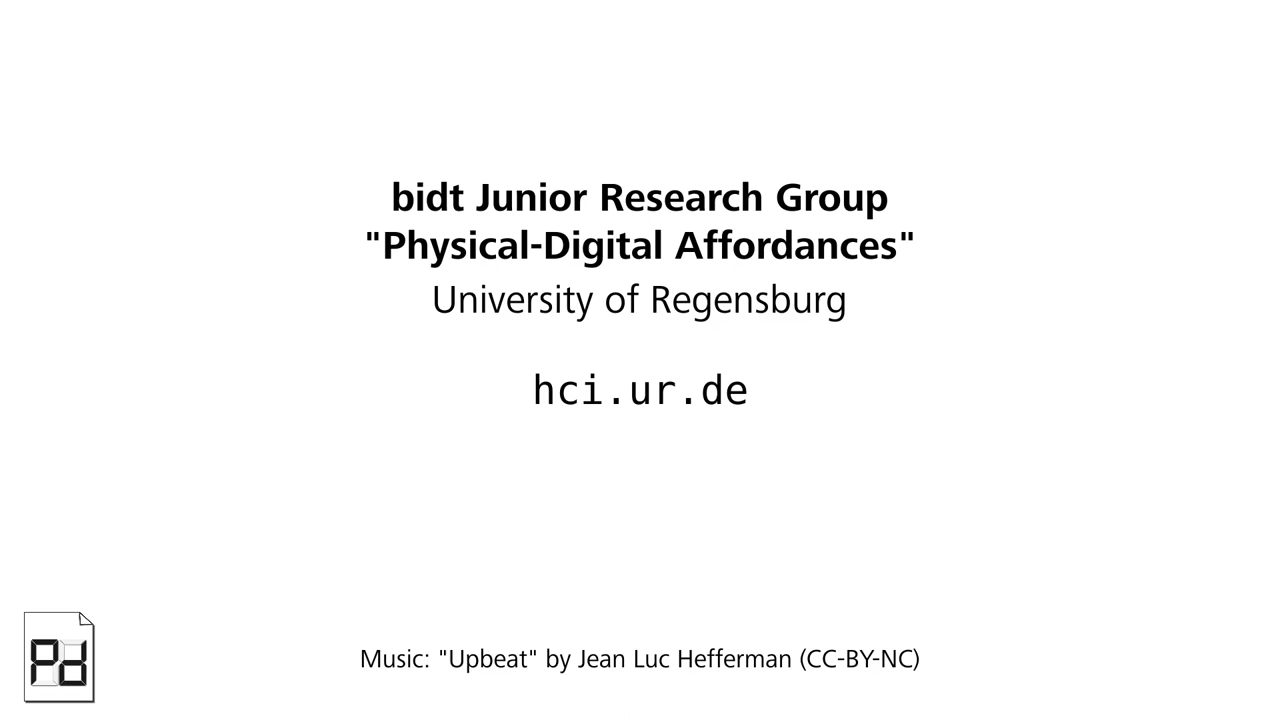 bidt Junior Research Group
"Physical-Digital Affordances"
University of Regensburg
hci.ur.de
Pd
Music: "Upbeat" by Jean Luc Hefferman (CC-BY-NC)